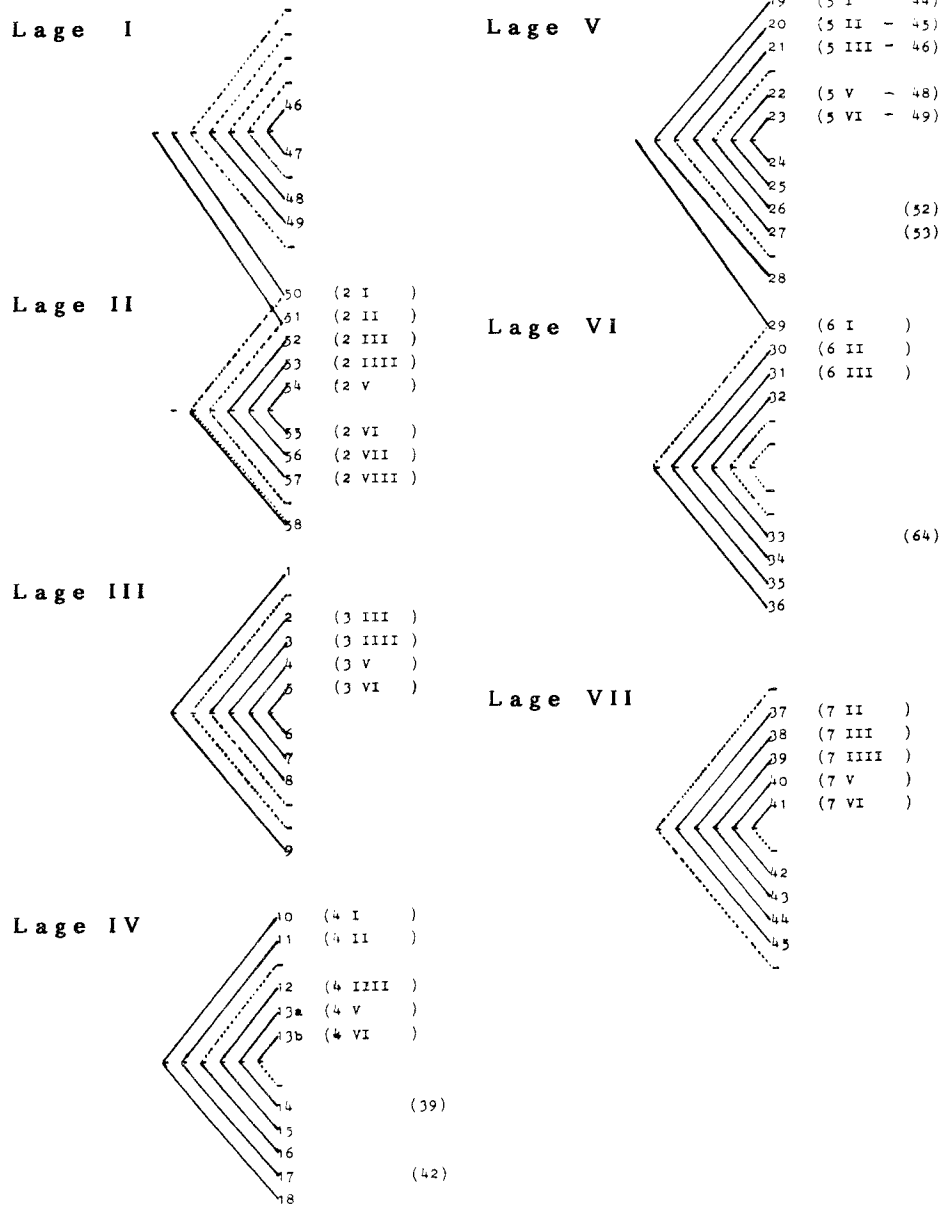 Lage I
46
47
48
49
Lage II
50 (2 I )
51 (2 II )
52 (2 III )
53 (2 IIII )
54 (2 V )
55 (2 VI )
56 (2 VII )
57 (2 VIII )
58
Lage III
1
2 (3 III )
3 (3 IIII )
4 (3 V )
5 (3 VI )
6
7
8
9
Lage IV
10 (4 I )
11 (4 II )
12 (4 IIII )
13a (4 V )
13b (4 VI )
14 (39)
15
16
17 (42)
18
Lage V
19 (5 I 44)
20 (5 II - 45)
21 (5 III - 46)
22 (5 V - 48)
23 (5 VI - 49)
24
25
26 (52)
27 (53)
28
Lage VI
29 (6 I )
30 (6 II )
31 (6 III )
32
33 (64)
34
35
36
Lage VII
37 (7 II )
38 (7 III )
39 (7 IIII )
40 (7 V )
41 (7 VI )
42
43
44
45